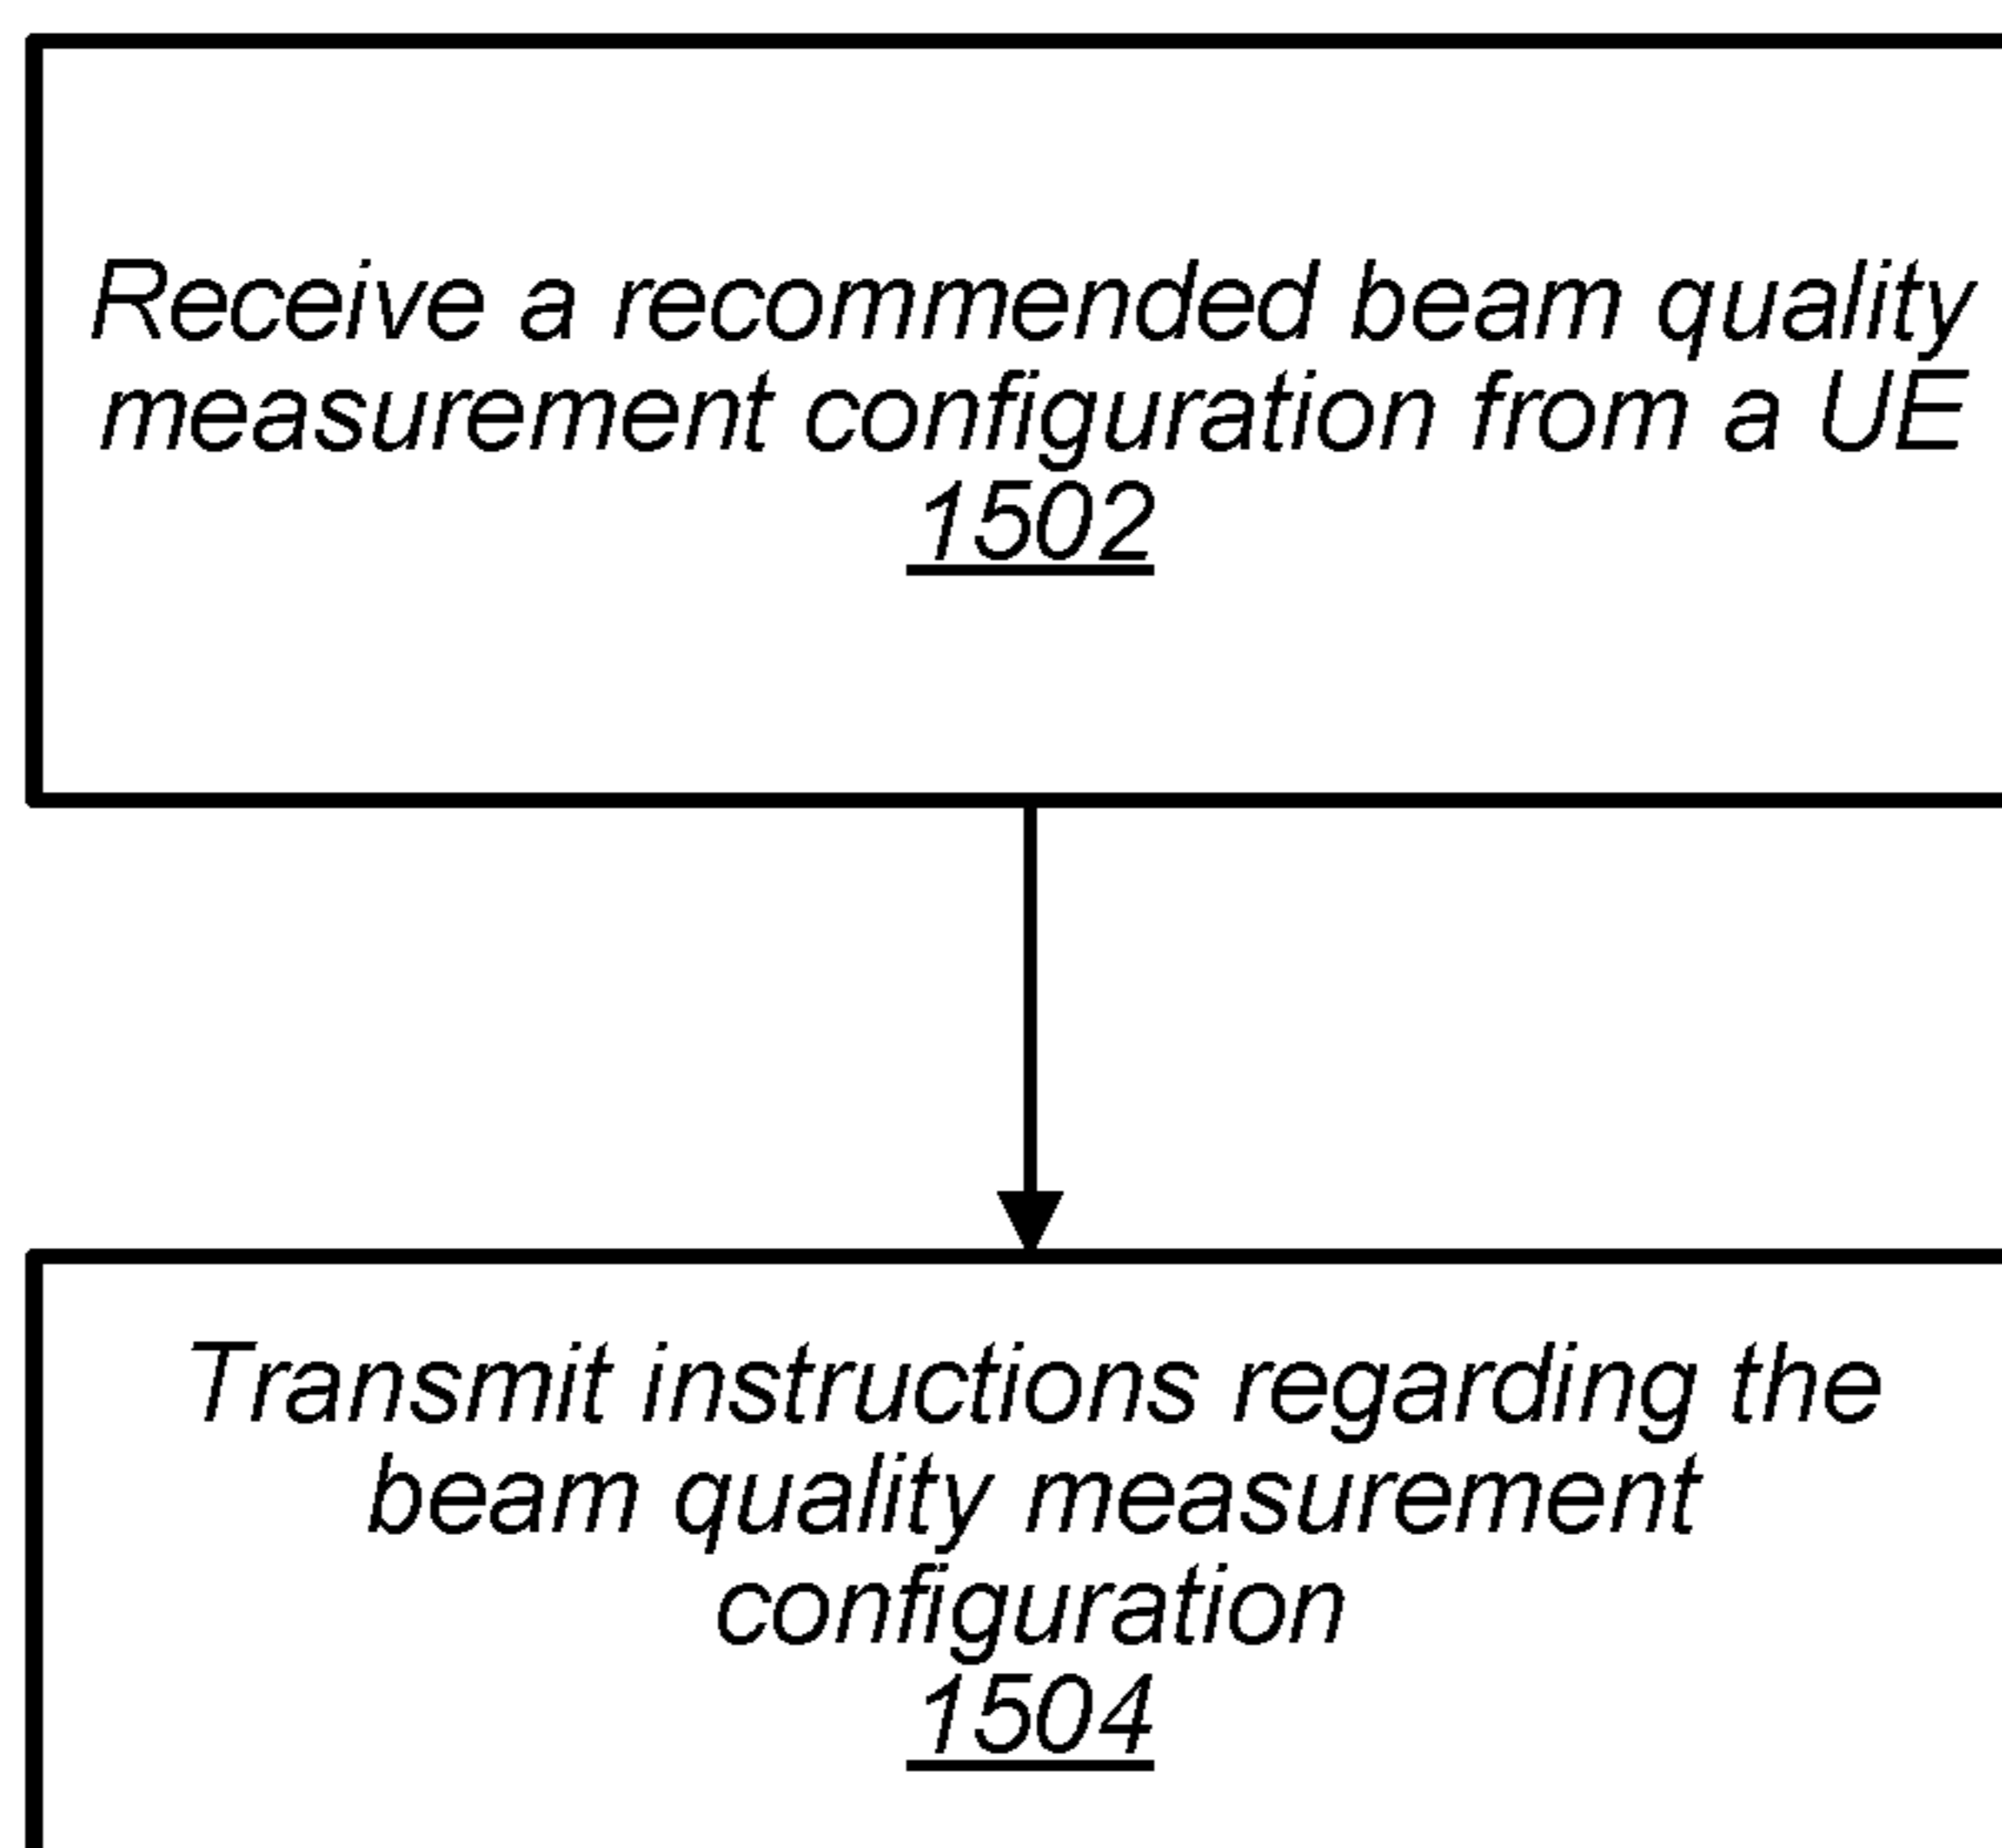 Receive a recommended beam quality
measurement configuration from a UE
1502
Transmit instructions regarding the
beam quality measurement
configuration
1504